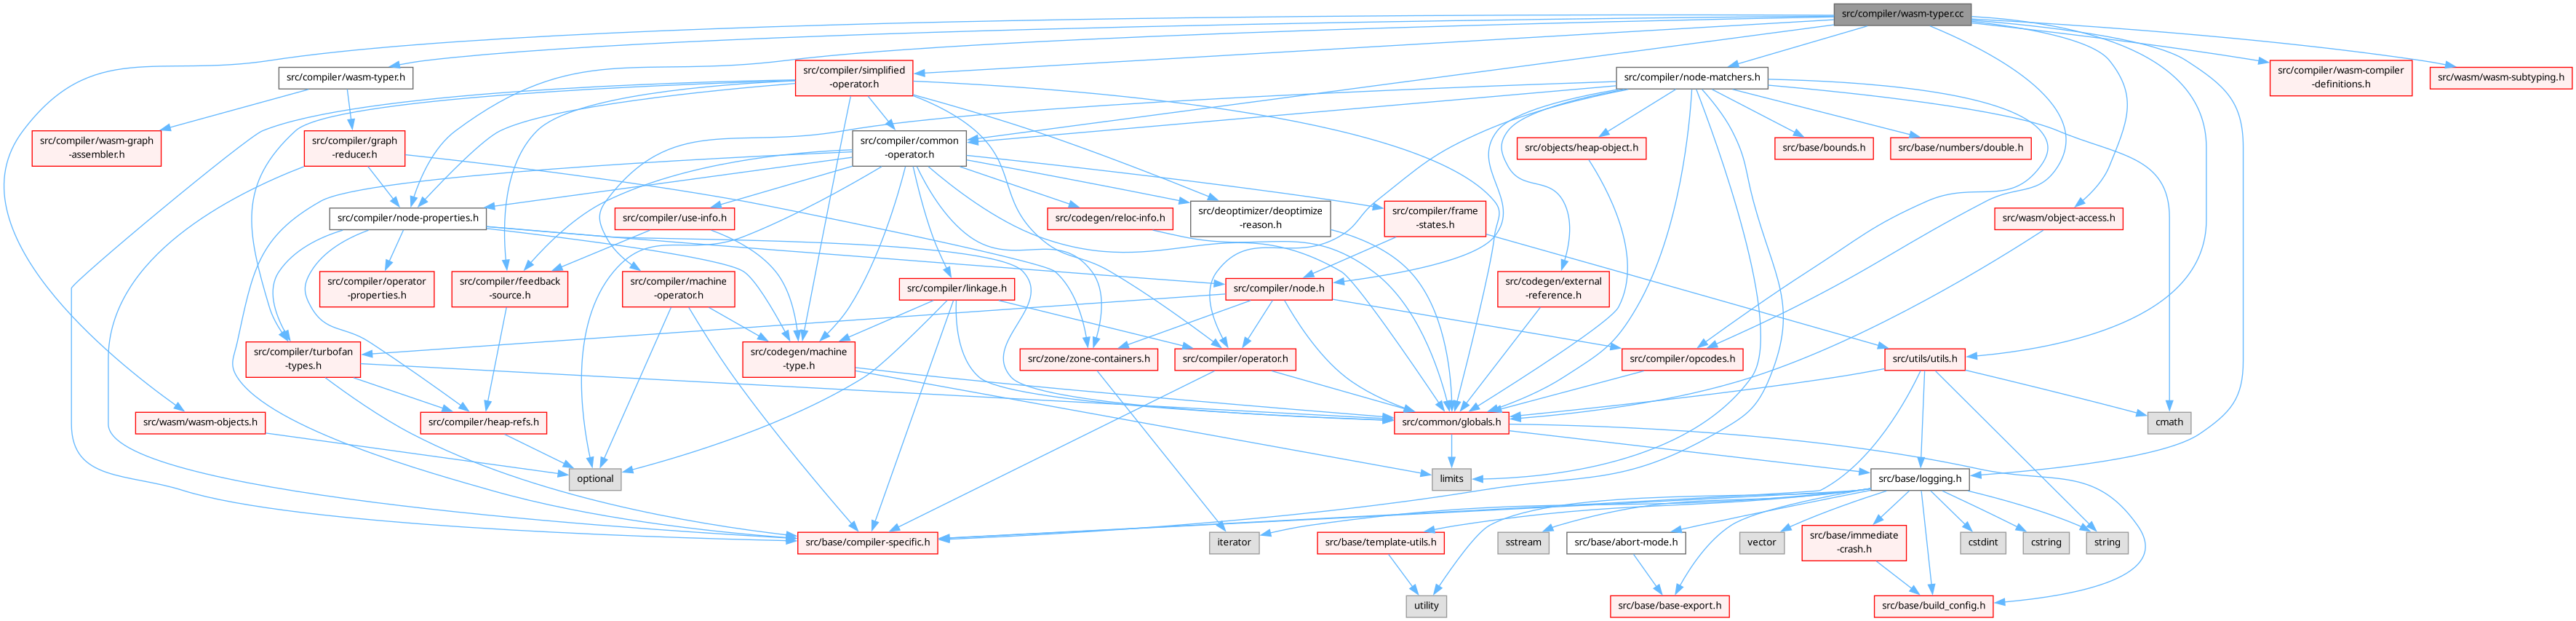 src/compiler/wasm-typer.cc
src/compiler/wasm-typer.h
src/compiler/simplified
-operator.h
src/compiler/node-matchers.h
src/compiler/wasm-compiler
-definitions.h
src/wasm/wasm-subtyping.h
src/compiler/wasm-graph
-assembler.h
src/compiler/graph
-reducer.h
src/compiler/common
-operator.h
src/objects/heap-object.h
src/base/bounds.h
src/base/numbers/double.h
src/compiler/node-properties.h
src/compiler/use-info.h
src/codegen/reloc-info.h
src/deoptimizer/deoptimize
-reason.h
src/compiler/frame
-states.h
src/wasm/object-access.h
src/compiler/operator
-properties.h
src/compiler/feedback
-source.h
src/compiler/machine
-operator.h
src/compiler/linkage.h
src/compiler/node.h
src/codegen/external
-reference.h
src/compiler/turbofan
-types.h
src/codegen/machine
-type.h
src/zone/zone-containers.h
src/compiler/operator.h
src/compiler/opcodes.h
src/utils/utils.h
src/wasm/wasm-objects.h
src/compiler/heap-refs.h
src/common/globals.h
cmath
optional
limits
src/base/logging.h
src/base/compiler-specific.h
iterator
src/base/template-utils.h
sstream
src/base/abort-mode.h
vector
src/base/immediate
-crash.h
cstdint
cstring
string
utility
src/base/base-export.h
src/base/build_config.h